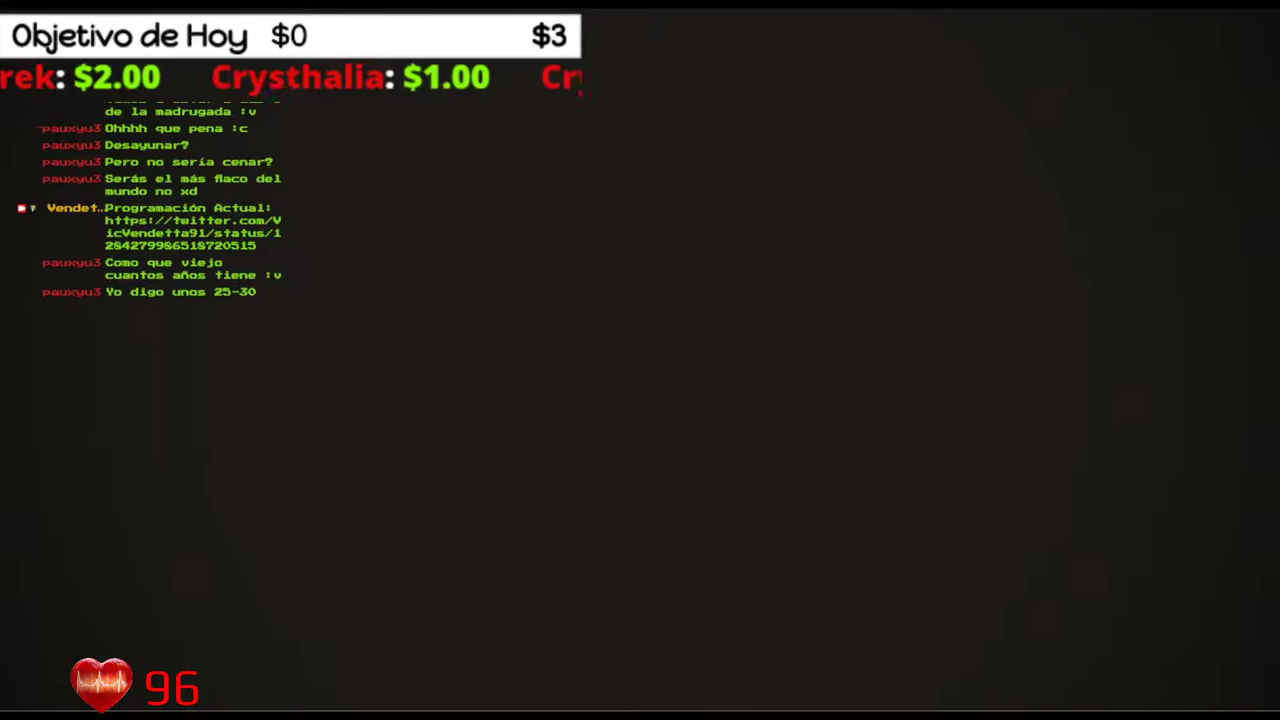 Objetivo de Hoy $0 $3
rek: $2.00 Crysthalia: $1.00 Cry
de la madrugada :v
pauxyu3 Ohhhh que pena :c
pauxyu3 Desayunar?
pauxyu3 Pero no sería cenar?
pauxyu3 Serás el más flaco del
mundo no xd
Vendet.. Programación Actual:
https://twitter.com/V
icVendetta91/status/1
284279986518720515
pauxyu3 Como que viejo
cuantos años tiene :v
pauxyu3 Yo digo unos 25-30
96